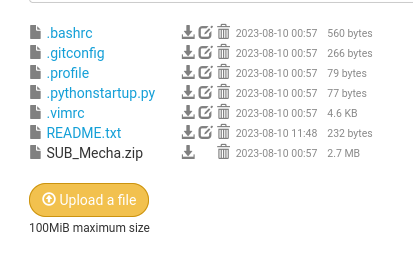 .bashrc 2023-08-10 00:57 560 bytes
.gitconfig 2023-08-10 00:57 266 bytes
.profile 2023-08-10 00:57 79 bytes
.pythonstartup.py 2023-08-10 00:57 77 bytes
.vimrc 2023-08-10 00:57 4.6 KB
README.txt 2023-08-10 11:48 232 bytes
SUB_Mecha.zip 2023-08-10 00:57 2.7 MB
Upload a file
100MiB maximum size